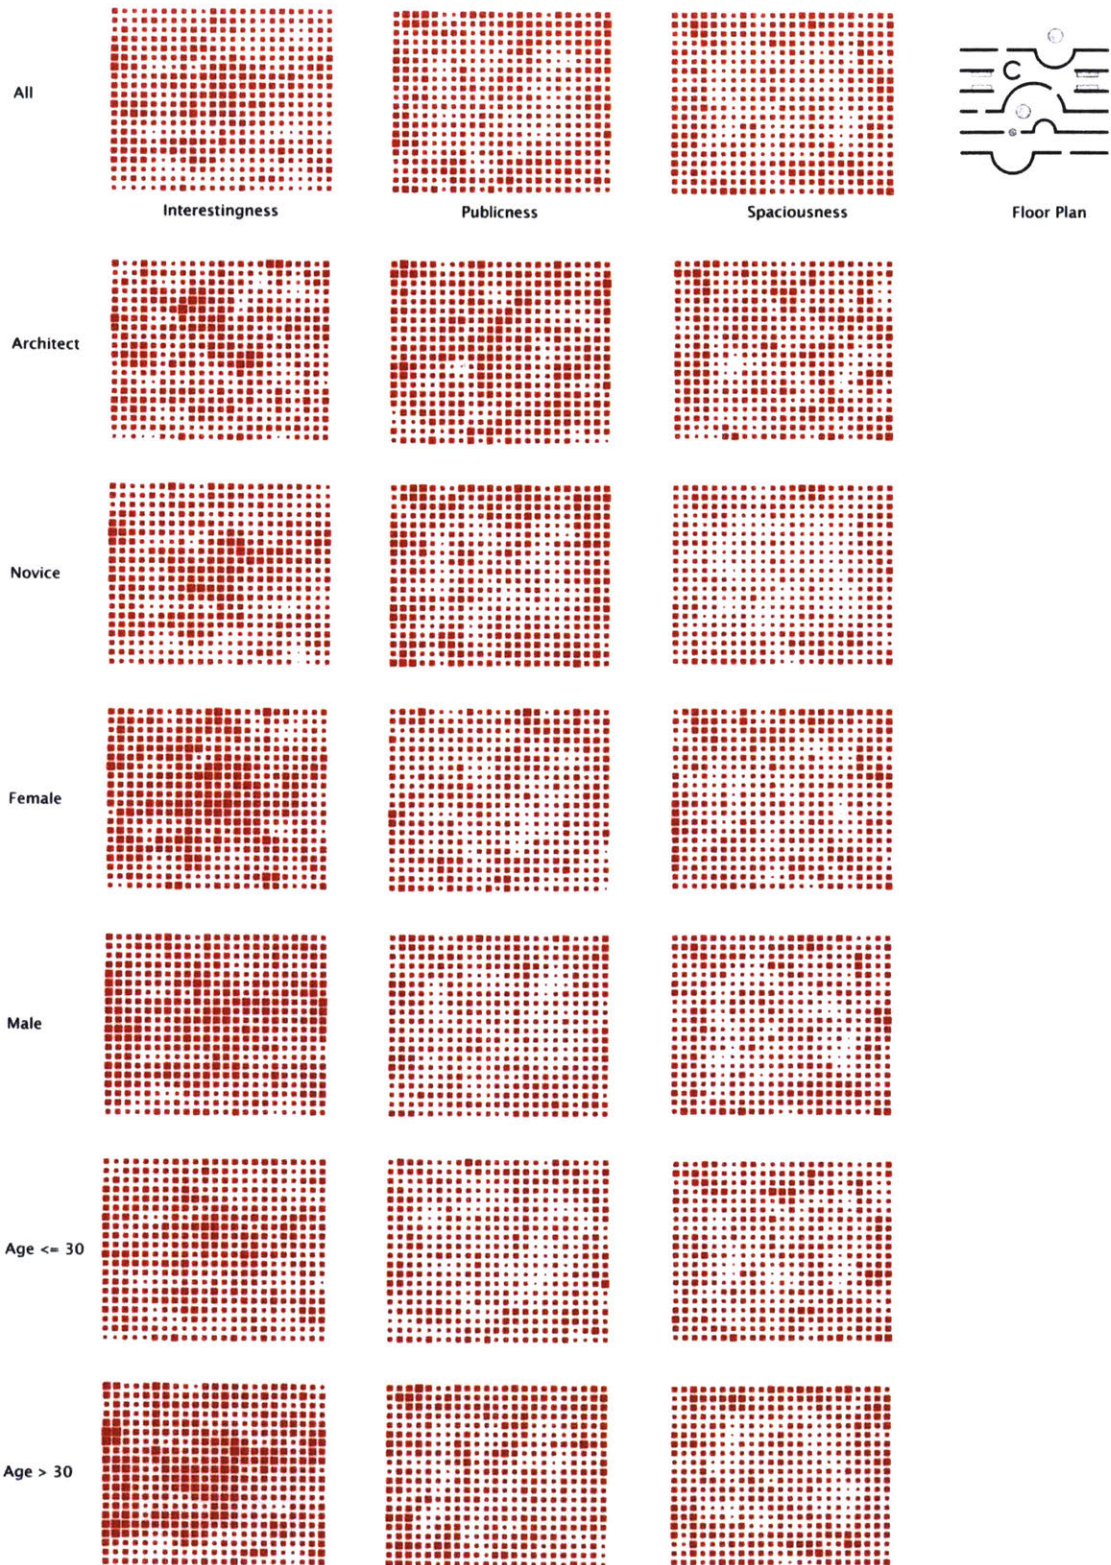 All
Interestingness
Publicness
Spaciousness
Floor Plan
Architect
Novice
Female
Male
Age <= 30
Age > 30